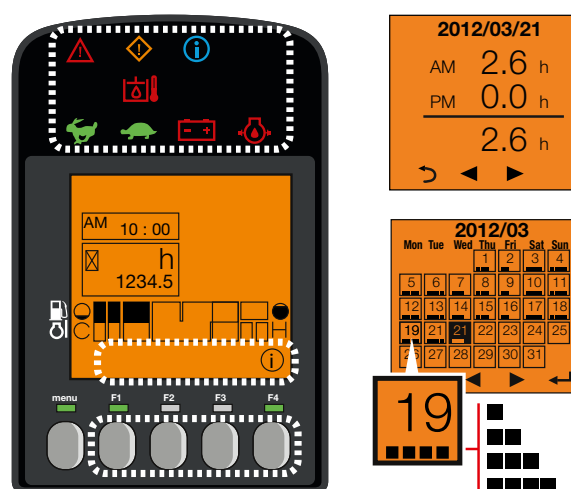 AM 10 : 00
h
1234.5
C H
menu F1 F2 F3 F4
2012/03/21
AM 2.6 h
PM 0.0 h
2.6 h
2012/03
Mon Tue Wed Thu Fri Sat Sun
1 2 3 4
5 6 7 8 9 10 11
12 13 14 15 16 17 18
19 21 21 22 23 24 25
26 27 28 29 30 31
19